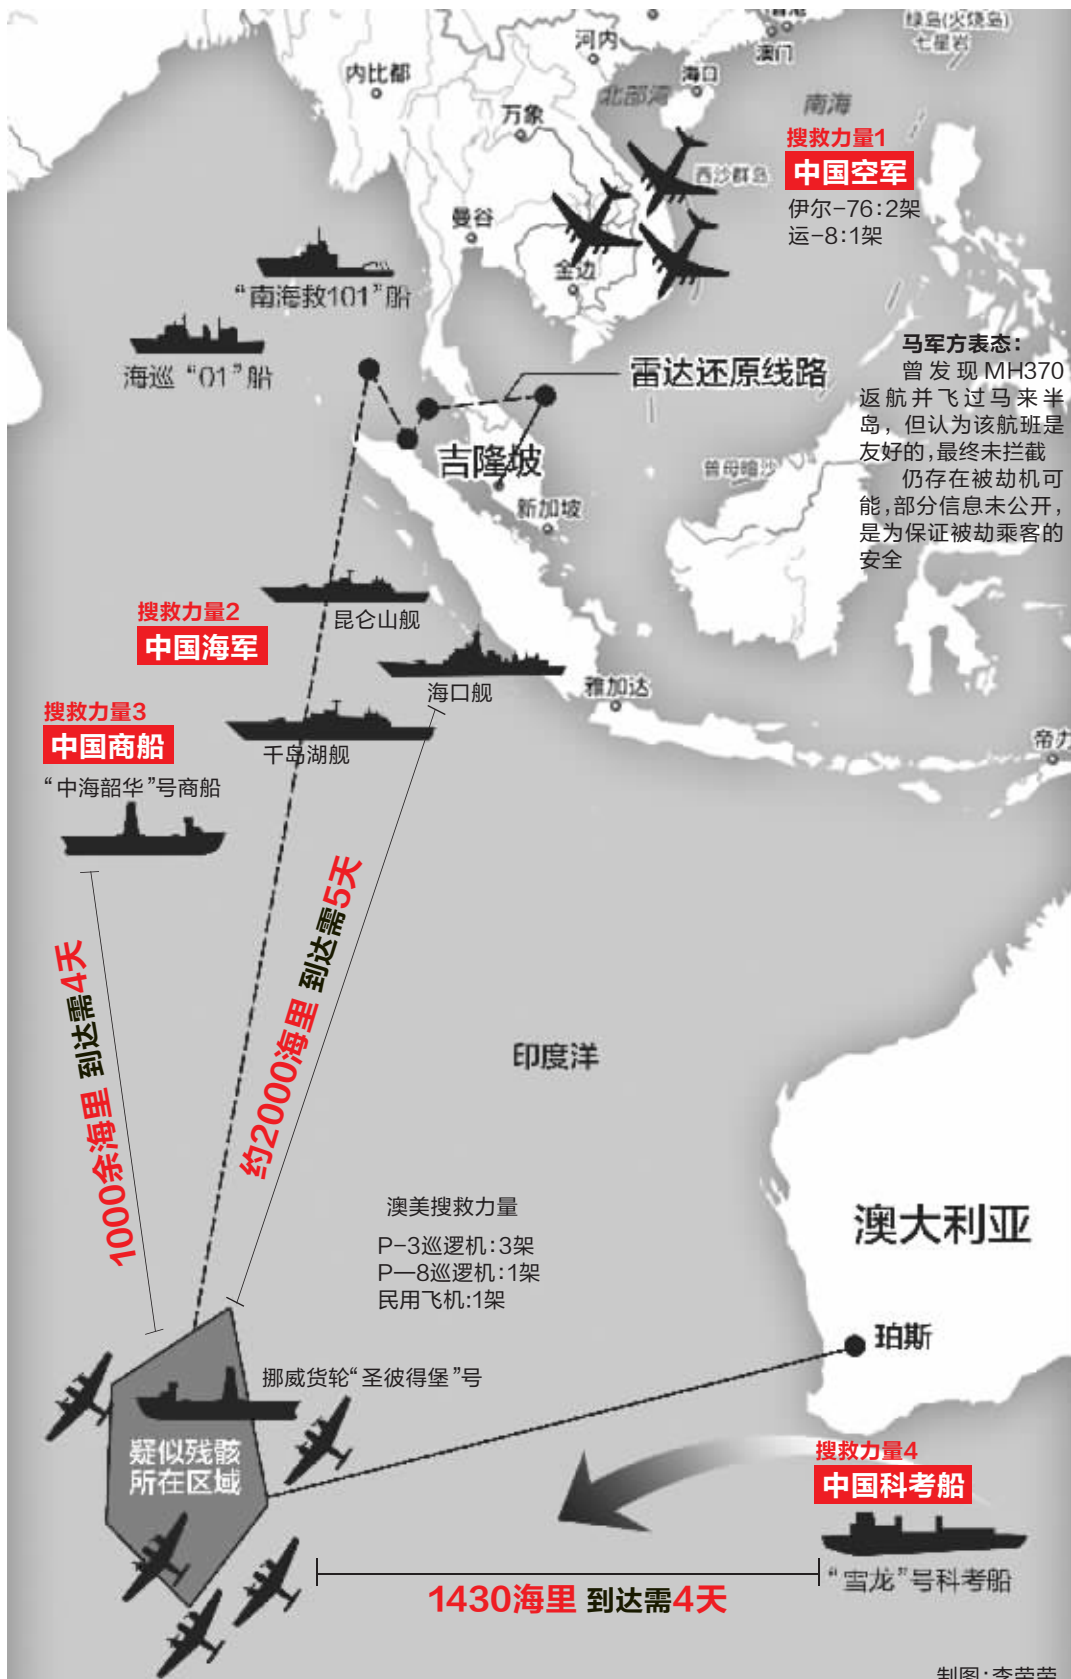 绿岛(火烧岛)
七星岩
河内
澳门
内比都
海口
北部湾
南海
万象
搜救力量1
中国空军
西沙群岛
伊尔-76:2架
运-8:1架
曼谷
金边
“南海救101”船
海巡“01”船
雷达还原线路
马军方表态:
曾发现MH370
返航并飞过马来半
岛，但认为该航班是
友好的,最终未拦截
仍存在被劫机可
能,部分信息未公开,
是为保证被劫乘客的
安全
吉隆坡
曾母暗沙
新加坡
搜救力量2
中国海军
昆仑山舰
海口舰
雅加达
搜救力量3
中国商船
千岛湖舰
帝力
“中海韶华”号商船
1000余海里 到达需4天
约2000海里 到达需5天
印度洋
澳美搜救力量
P-3巡逻机:3架
P—8巡逻机:1架
民用飞机:1架
澳大利亚
珀斯
挪威货轮“圣彼得堡”号
疑似残骸
所在区域
搜救力量4
中国科考船
“雪龙”号科考船
1430海里 到达需4天
制图:李荣荣